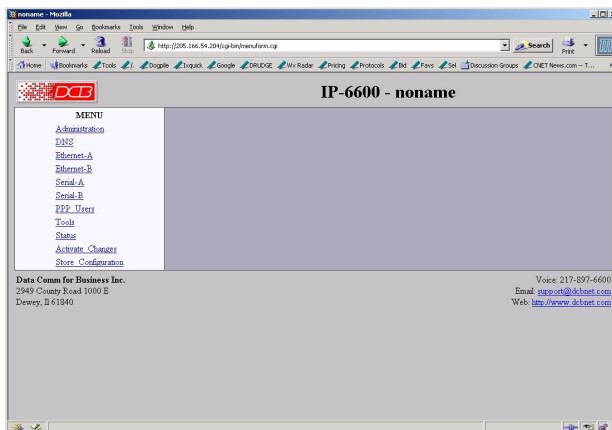 noname - Mozilla
File Edit View Go Bookmarks Tools Window Help
Back Forward Reload Stop http://205.166.54.204/cgi-bin/menuform.cgi Search Print
Home Bookmarks Tools /. Dogpile Ixquick Google DRUDGE Wx Radar Pricing Protocols Bid Favs Sel Discussion Groups CNET News.com -- T...
DCB
IP-6600 - noname
MENU
Administration
DNS
Ethernet-A
Ethernet-B
Serial-A
Serial-B
PPP Users
Tools
Status
Activate Changes
Store Configuration
Data Comm for Business Inc.
2949 County Road 1000 E
Dewey, Il 61840
Voice: 217-897-6600
Email: support@dcbnet.com
Web: http://www.dcbnet.com